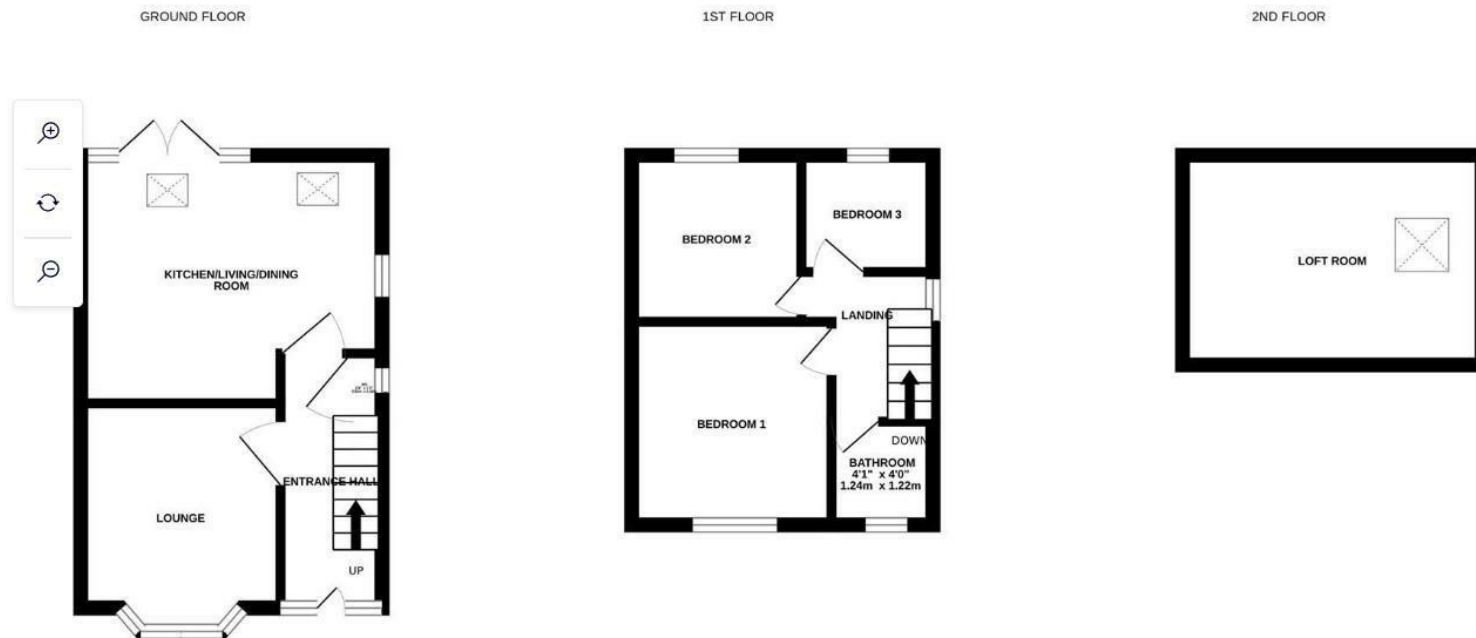 GROUND FLOOR
1ST FLOOR
2ND FLOOR
KITCHEN/LIVING/DINING
ROOM
LOUNGE
ENTRANCE HALL
UP
BEDROOM 2
BEDROOM 3
LANDING
BEDROOM 1
DOWN
BATHROOM
4'1" x 4'0"
1.24m x 1.22m
LOFT ROOM